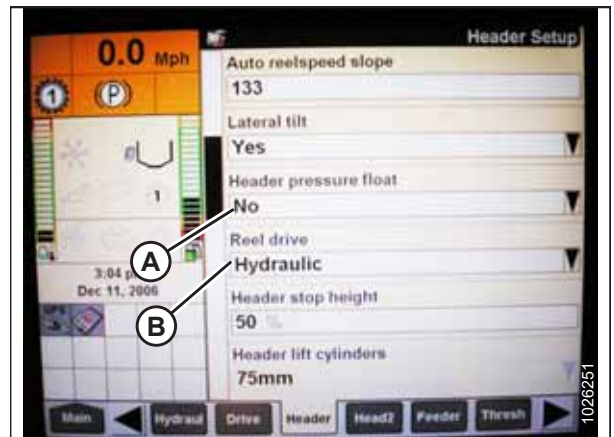 0.0 Mph
Header Setup
Auto reelspeed slope
133
1
P
Lateral tilt
Yes
Header pressure float
No
1
A
Reel drive
Hydraulic
3:04 p
Dec 11, 2006
B
Header stop height
50 %
Header lift cylinders
75mm
Main
Hydraul
Drive
Header
Head2
Feeder
Thresh
1026251